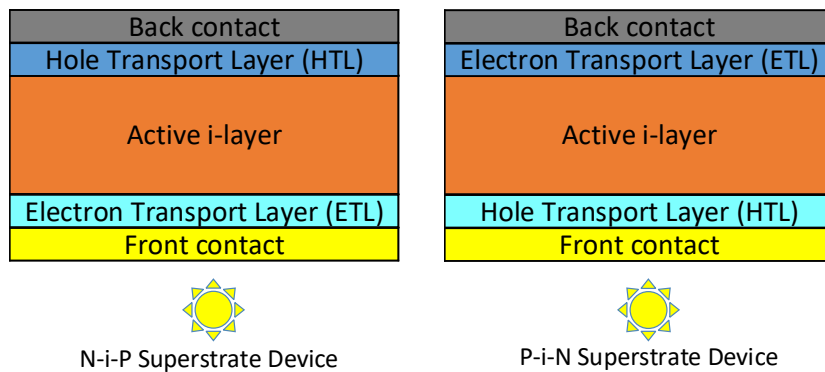 Back contact
Hole Transport Layer (HTL)
Active i-layer
Electron Transport Layer (ETL)
Front contact
N-i-P Superstrate Device
Back contact
Electron Transport Layer (ETL)
Active i-layer
Hole Transport Layer (HTL)
Front contact
P-i-N Superstrate Device